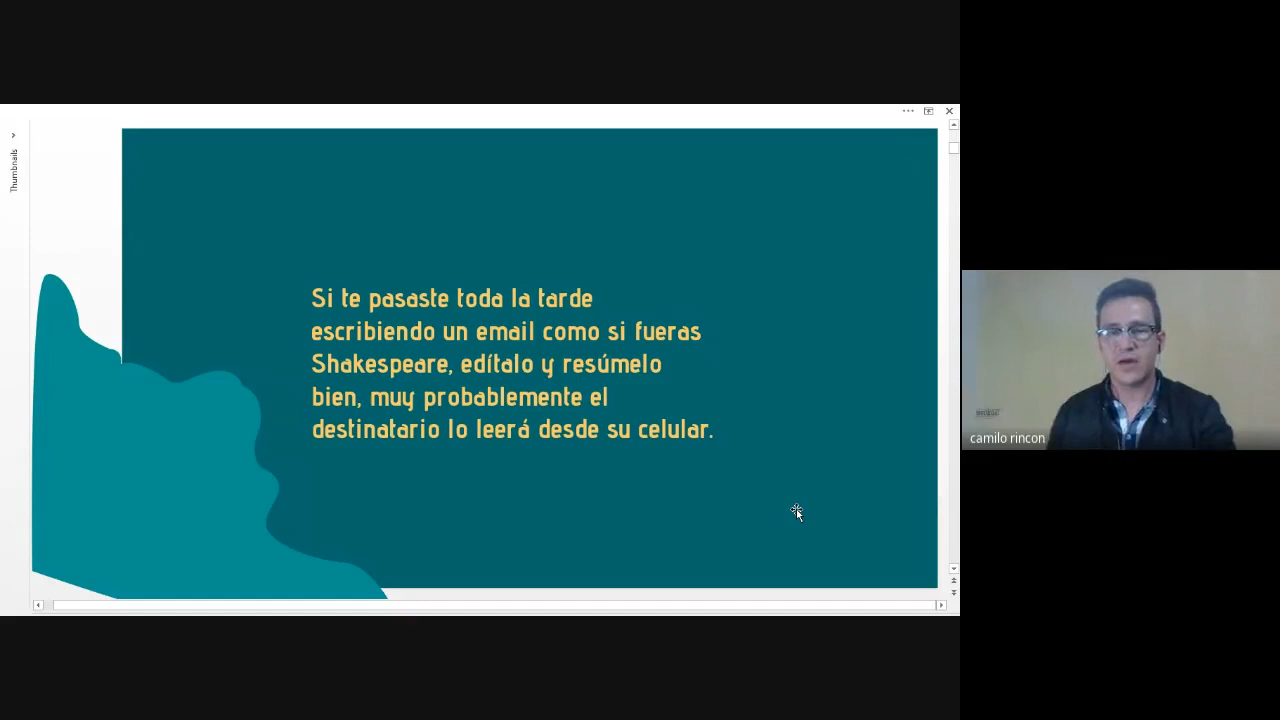 Thumbnails
Si te pasaste toda la tarde
escribiendo un email como si fueras
Shakespeare, edítalo y resúmelo
bien, muy probablemente el
destinatario lo leerá desde su celular.
camilo rincon